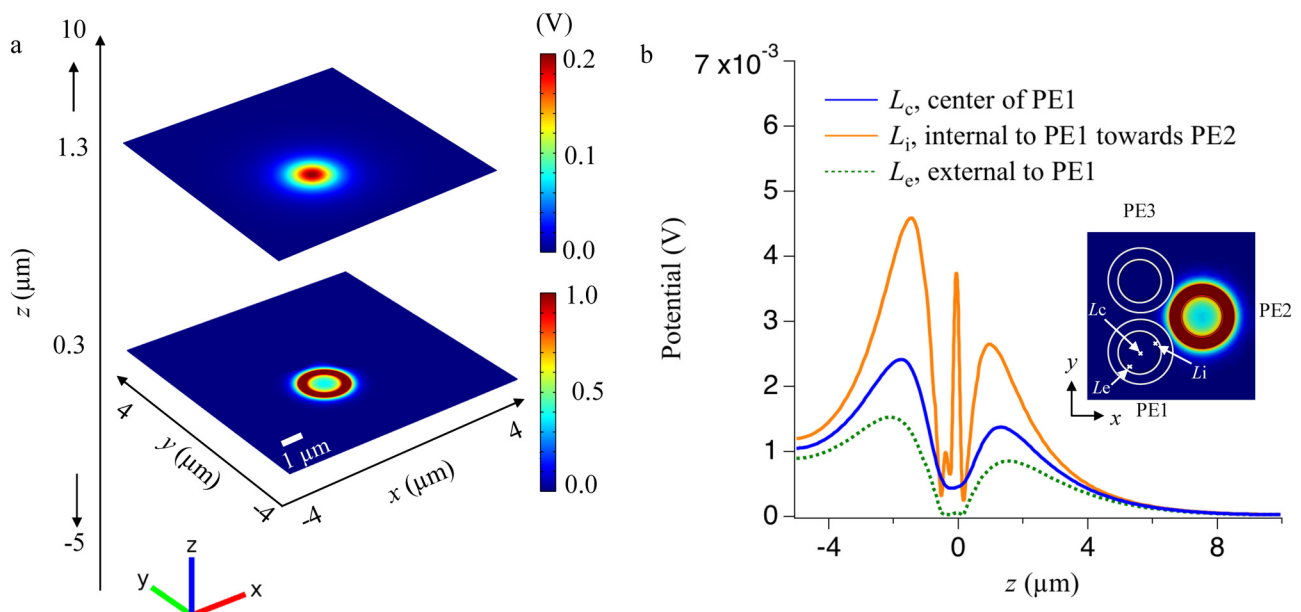 a
10
1.3
0.3
-5
z (μm)
(V)
0.2
0.1
0.0
1.0
0.5
0.0
1 μm
4
y (μm)
-4
-4
x (μm)
4
z
y
x
b
7 x10⁻³
6
5
4
3
2
1
0
Potential (V)
Lc, center of PE1
Li, internal to PE1 towards PE2
Le, external to PE1
PE3
PE2
Lc
Le
Li
PE1
y
x
-4
0
4
8
z (μm)